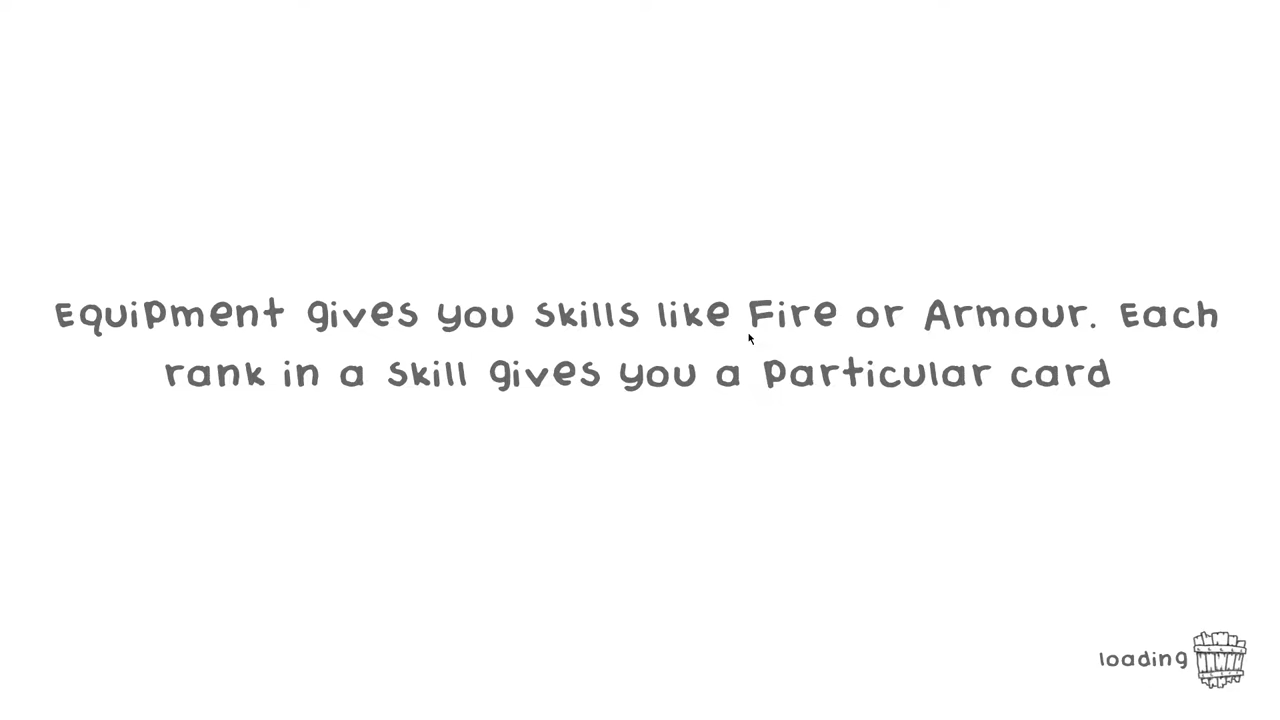 Equipment gives you skills like Fire or Armour. Each
rank in a skill gives you a particular card
loading